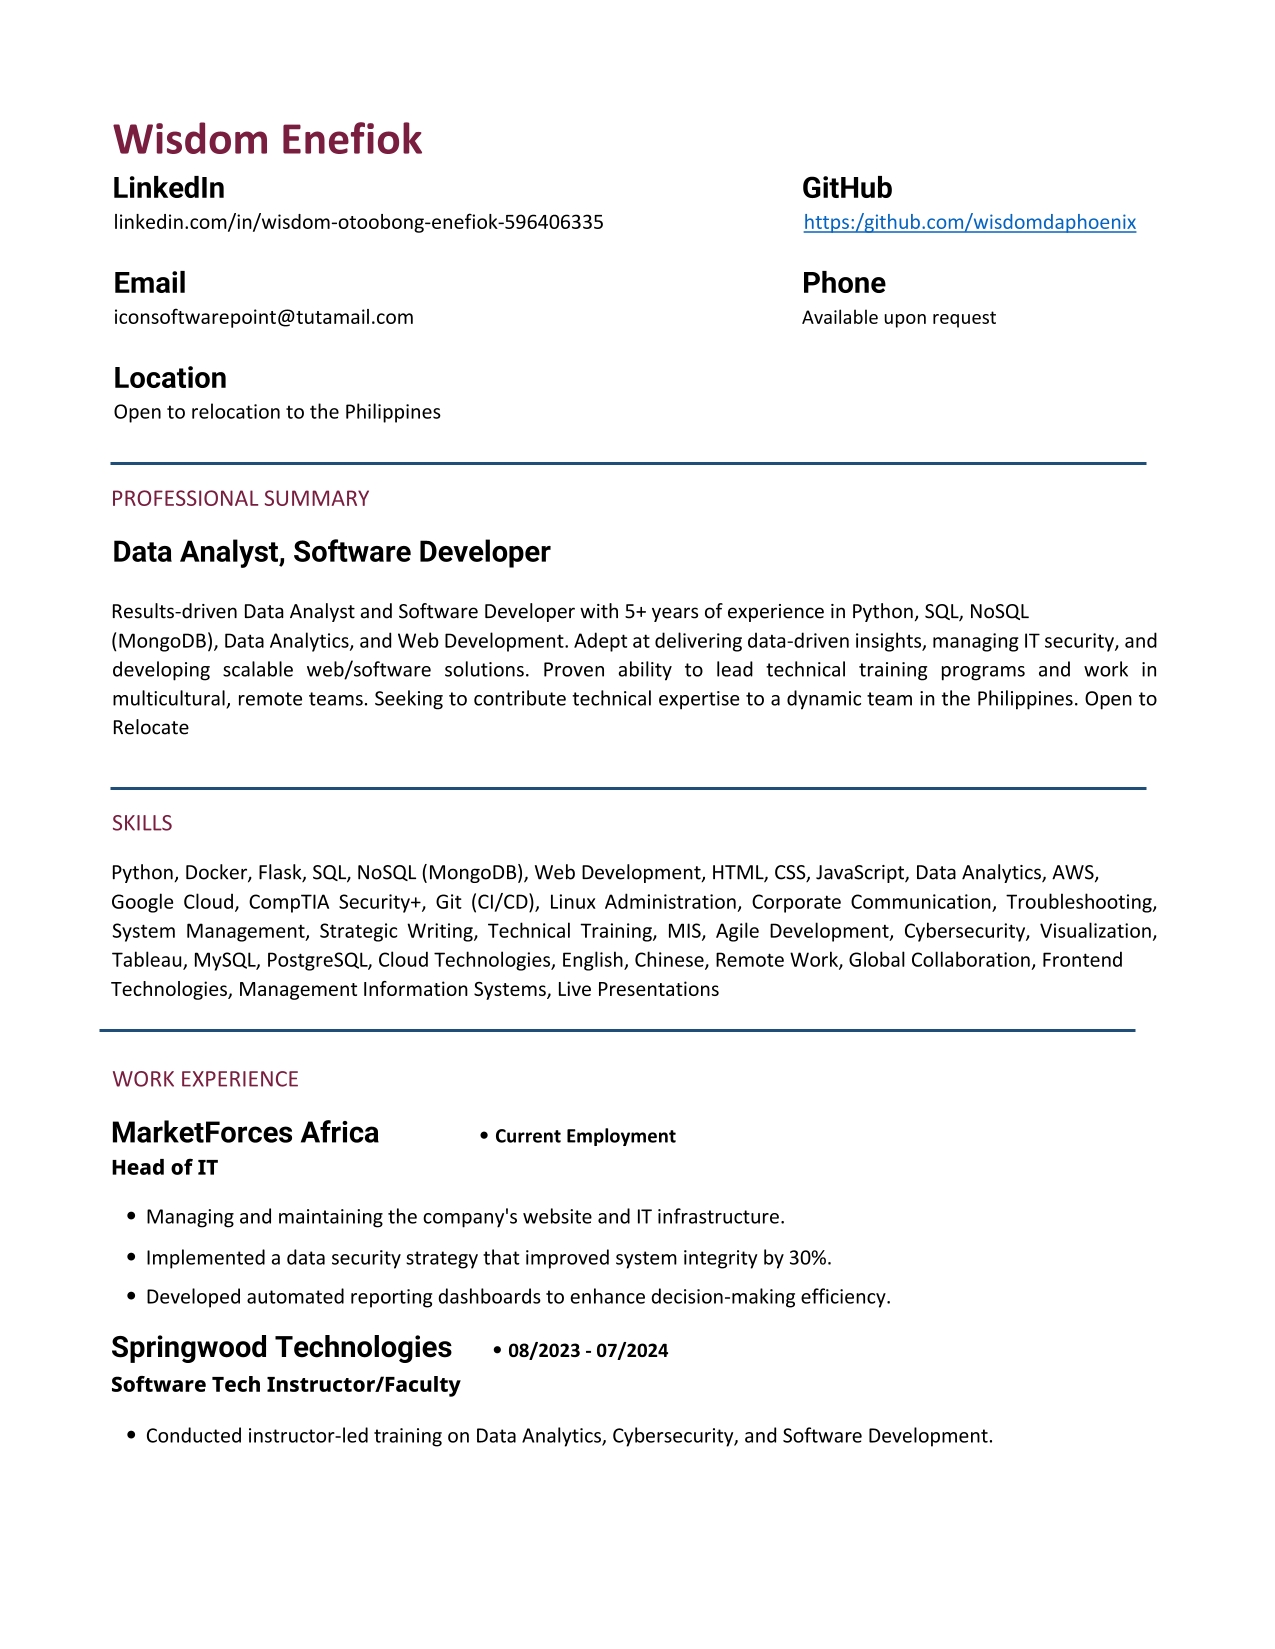 Wisdom Enefiok
LinkedIn
linkedin.com/in/wisdom-otoobong-enefiok-596406335
GitHub
https:/github.com/wisdomdaphoenix
Email
iconsoftwarepoint@tutamail.com
Phone
Available upon request
Location
Open to relocation to the Philippines
PROFESSIONAL SUMMARY
Data Analyst, Software Developer
Results-driven Data Analyst and Software Developer with 5+ years of experience in Python, SQL, NoSQL
(MongoDB), Data Analytics, and Web Development. Adept at delivering data-driven insights, managing IT security, and
developing scalable web/software solutions. Proven ability to lead technical training programs and work in
multicultural, remote teams. Seeking to contribute technical expertise to a dynamic team in the Philippines. Open to
Relocate
SKILLS
Python, Docker, Flask, SQL, NoSQL (MongoDB), Web Development, HTML, CSS, JavaScript, Data Analytics, AWS,
Google Cloud, CompTIA Security+, Git (CI/CD), Linux Administration, Corporate Communication, Troubleshooting,
System Management, Strategic Writing, Technical Training, MIS, Agile Development, Cybersecurity, Visualization,
Tableau, MySQL, PostgreSQL, Cloud Technologies, English, Chinese, Remote Work, Global Collaboration, Frontend
Technologies, Management Information Systems, Live Presentations
WORK EXPERIENCE
MarketForces Africa • Current Employment
Head of IT
• Managing and maintaining the company's website and IT infrastructure.
• Implemented a data security strategy that improved system integrity by 30%.
• Developed automated reporting dashboards to enhance decision-making efficiency.
Springwood Technologies • 08/2023 - 07/2024
Software Tech Instructor/Faculty
• Conducted instructor-led training on Data Analytics, Cybersecurity, and Software Development.